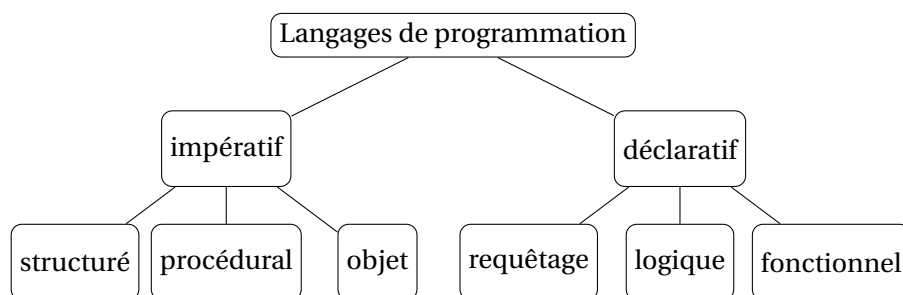 Langages de programmation
impératif
déclaratif
structuré
procédural
objet
requêtage
logique
fonctionnel